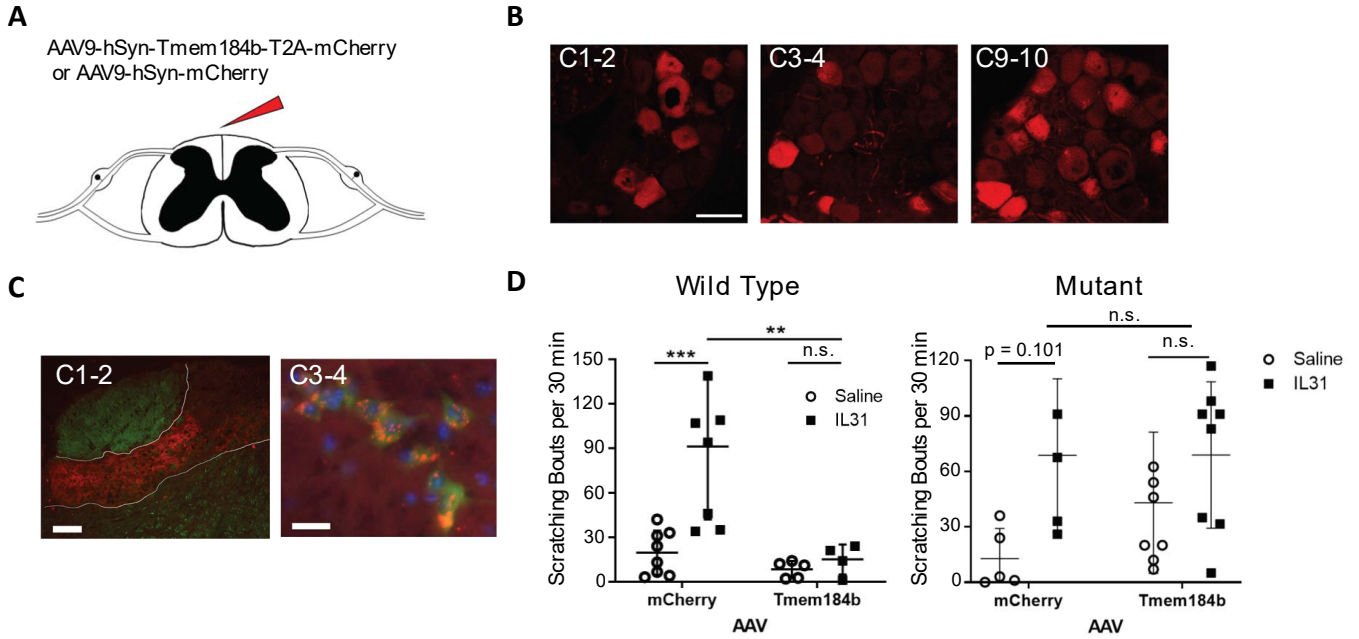 A
AAV9-hSyn-Tmem184b-T2A-mCherry
or AAV9-hSyn-mCherry
B
C1-2
C3-4
C9-10
C
C1-2
C3-4
D
Wild Type
Scratching Bouts per 30 min
150
120
90
60
30
0
***
**
n.s.
Saline
IL31
mCherry
Tmem184b
AAV
Mutant
Scratching Bouts per 30 min
120
90
60
30
0
n.s.
p = 0.101
n.s.
Saline
IL31
mCherry
Tmem184b
AAV